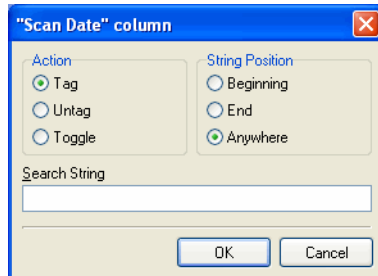 "Scan Date" column
Action
Tag
Untag
Toggle
String Position
Beginning
End
Anywhere
Search String
OK
Cancel